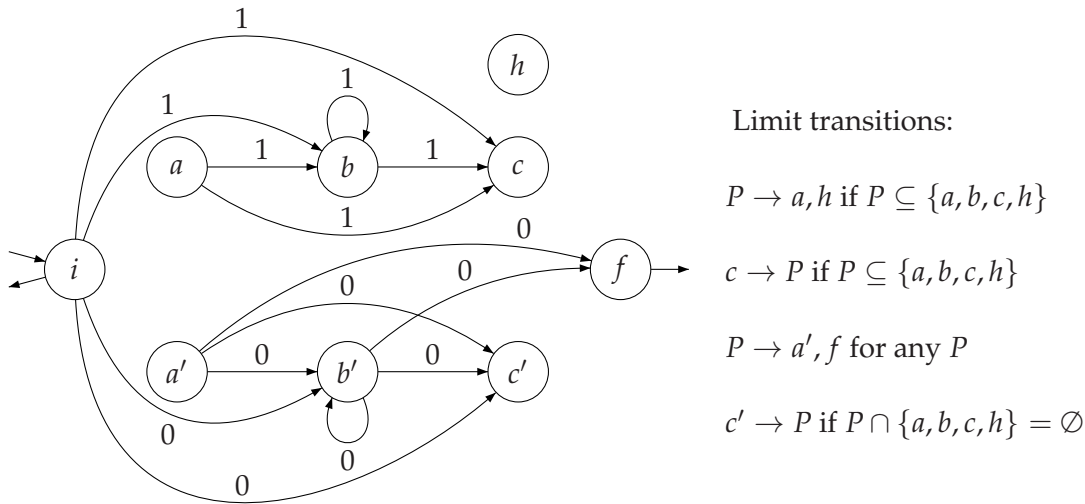 1
h
1
1
a
1
b
1
c
1
0
i
0
f
0
a′
0
b′
0
c′
0
0
0
Limit transitions:
P → a, h if P ⊆ {a, b, c, h}
c → P if P ⊆ {a, b, c, h}
P → a′, f for any P
c′ → P if P ∩ {a, b, c, h} = ∅